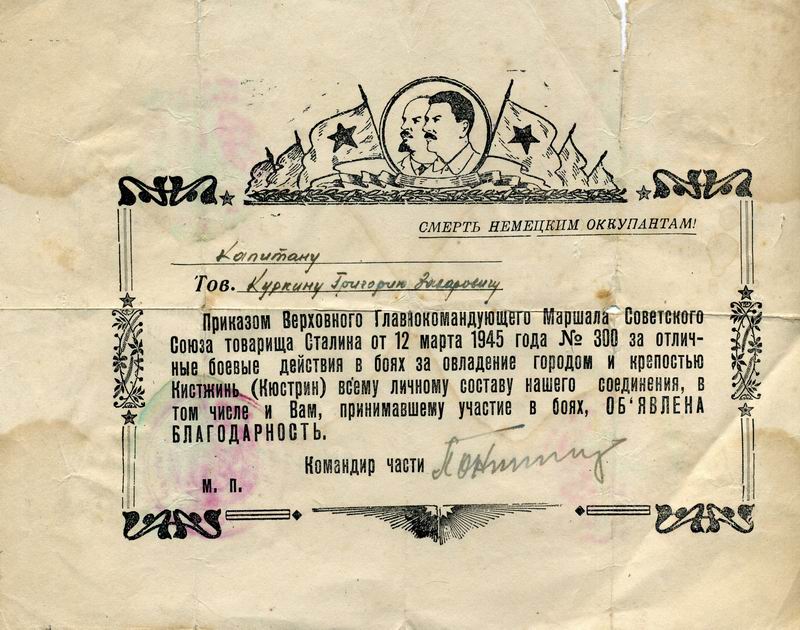 СМЕРТЬ НЕМЕЦКИМ ОККУПАНТАМ!
Капитану
Тов. Куркину Григорию Захаровичу
Приказом Верховного Главнокомандующего Маршала Советского
Союза товарища Сталина от 12 марта 1945 года № 300 за отлич-
ные боевые действия в боях за овладение городом и крепостью
Кистжинь (Кюстрин) всему личному составу нашего соединения, в
том числе и Вам, принимавшему участие в боях, ОБ‘ЯВЛЕНА
БЛАГОДАРНОСТЬ.
Командир части
М. П.